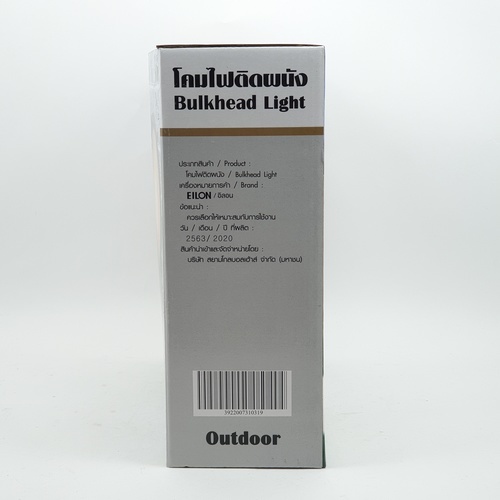 โคมไฟติดผนัง
Bulkhead Light
ประเภทสินค้า / Product :
โคมไฟติดผนัง / Bulkhead Light
เครื่องหมายการค้า / Brand :
EILON / อิลอน
ข้อแนะนำ :
ควรเลือกให้เหมาะสมกับการใช้งาน
วัน / เดือน / ปี ที่ผลิต :
2563/ 2020
สินค้านำเข้าและจัดจำหน่ายโดย :
บริษัท สยามโกลบอลเฮ้าส์ จำกัด (มหาชน)
5922007310319
Outdoor